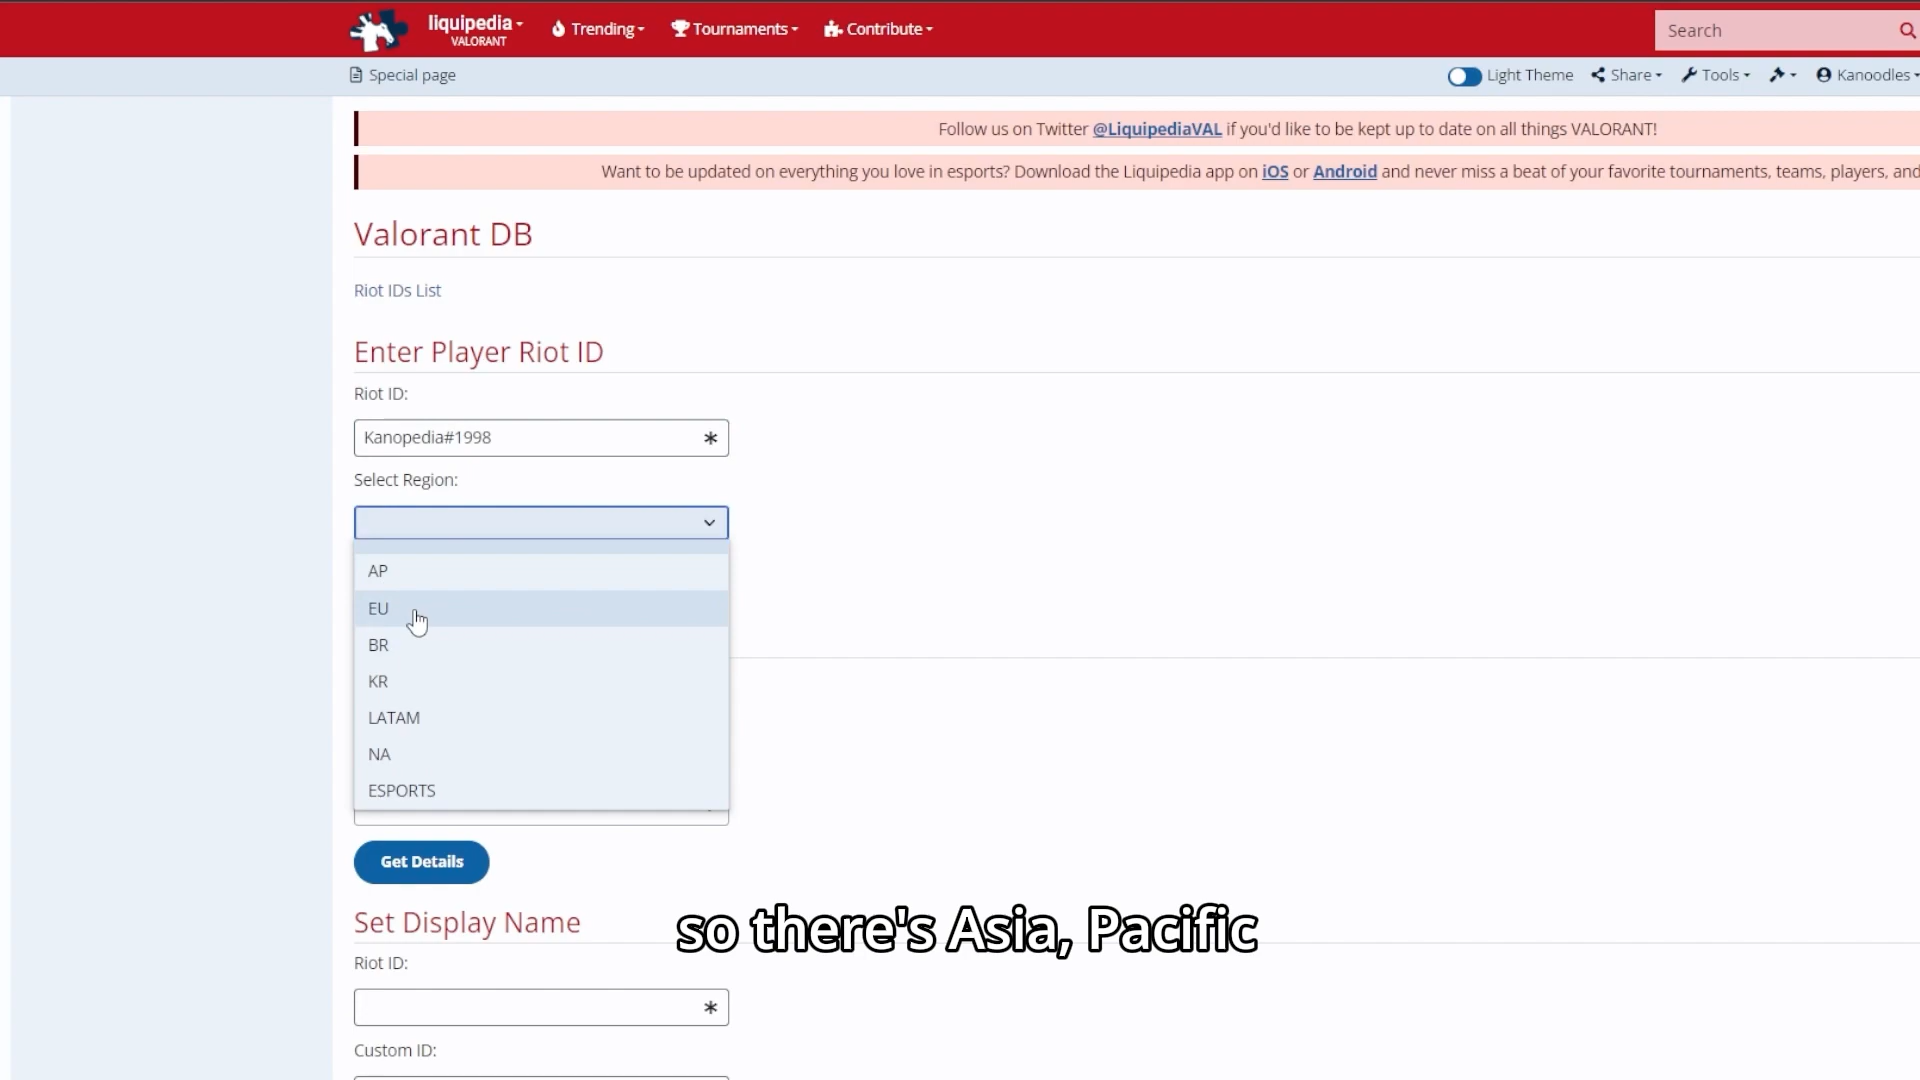 liquipedia
VALORANT
Trending
Tournaments
Contribute
Search
Special page
Light Theme
Share
Tools
Kanoodles
Follow us on Twitter @LiquipediaVAL if you'd like to be kept up to date on all things VALORANT!
Want to be updated on everything you love in esports? Download the Liquipedia app on iOS or Android and never miss a beat of your favorite tournaments, teams, players, and
Valorant DB
Riot IDs List
Enter Player Riot ID
Riot ID:
Kanopedia#1998 *
Select Region:
AP
EU
BR
KR
LATAM
NA
ESPORTS
Get Details
Set Display Name
so there's Asia, Pacific
Riot ID:
*
Custom ID: